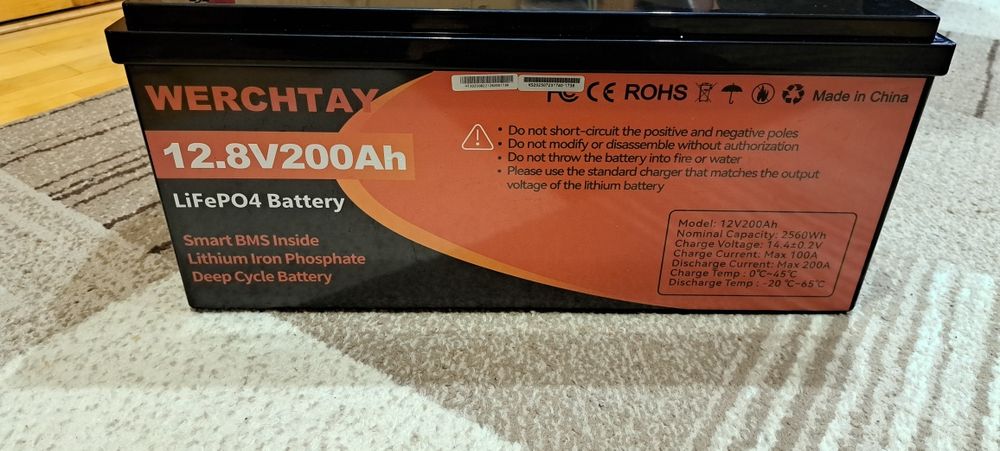 WERCHTAY
12.8V200Ah
LiFePO4 Battery
Smart BMS Inside
Lithium Iron Phosphate
Deep Cycle Battery
FC CE ROHS
Made in China
• Do not short-circuit the positive and negative poles
• Do not modify or disassemble without authorization
• Do not throw the battery into fire or water
• Please use the standard charger that matches the output
voltage of the lithium battery
Model: 12V200Ah
Nominal Capacity: 2560Wh
Charge Voltage: 14.4±0.2V
Charge Current: Max 100A
Discharge Current: Max 200A
Charge Temp : 0℃~45℃
Discharge Temp : -20 ℃~65℃